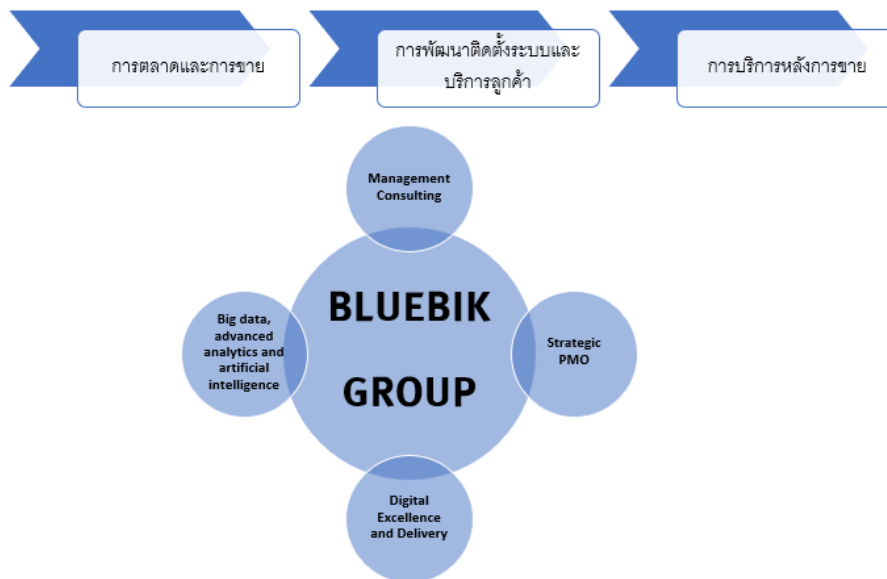 การตลาดและการขาย
การพัฒนาติดตั้งระบบและ
บริการลูกค้า
การบริการหลังการขาย
Management
Consulting
BLUEBIK
GROUP
Big data,
advanced
analytics and
artificial
intelligence
Strategic
PMO
Digital
Excellence
and Delivery